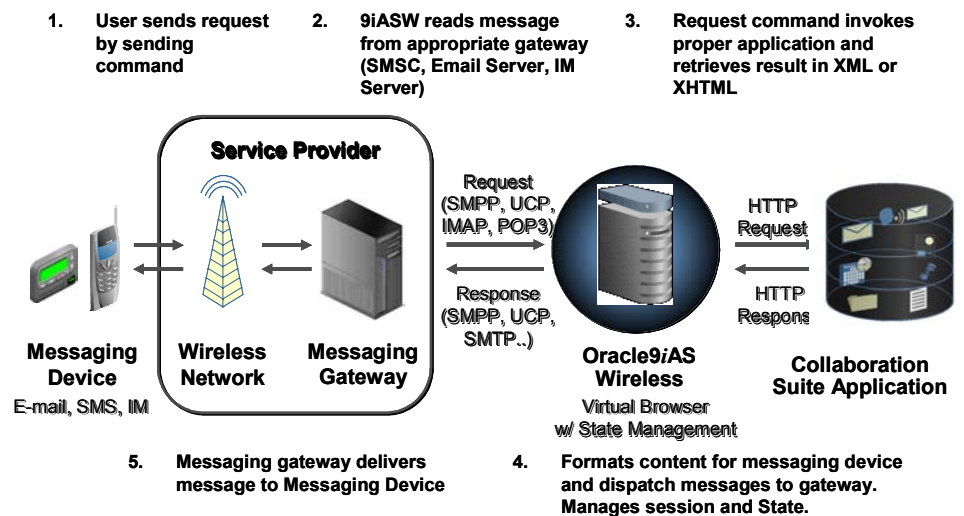 1. User sends request
by sending
command
2. 9iASW reads message
from appropriate gateway
(SMSC, Email Server, IM
Server)
3. Request command invokes
proper application and
retrieves result in XML or
XHTML
Service Provider
Request
(SMPP, UCP,
IMAP, POP3)
HTTP
Request
Response
(SMPP, UCP,
SMTP..)
HTTP
Respons
Messaging
Device
E-mail, SMS, IM
Wireless
Network
Messaging
Gateway
Oracle9iAS
Wireless
Virtual Browser
w/ State Management
Collaboration
Suite Application
5. Messaging gateway delivers
message to Messaging Device
4. Formats content for messaging device
and dispatch messages to gateway.
Manages session and State.